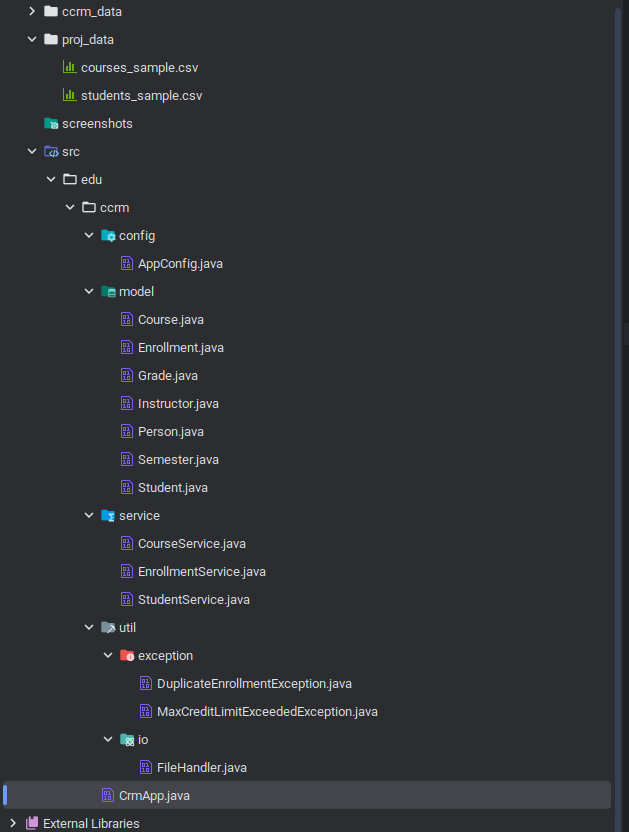 ccrm_data
proj_data
courses_sample.csv
students_sample.csv
screenshots
src
edu
ccrm
config
AppConfig.java
model
Course.java
Enrollment.java
Grade.java
Instructor.java
Person.java
Semester.java
Student.java
service
CourseService.java
EnrollmentService.java
StudentService.java
util
exception
DuplicateEnrollmentException.java
MaxCreditLimitExceededException.java
io
FileHandler.java
CrmApp.java
External Libraries